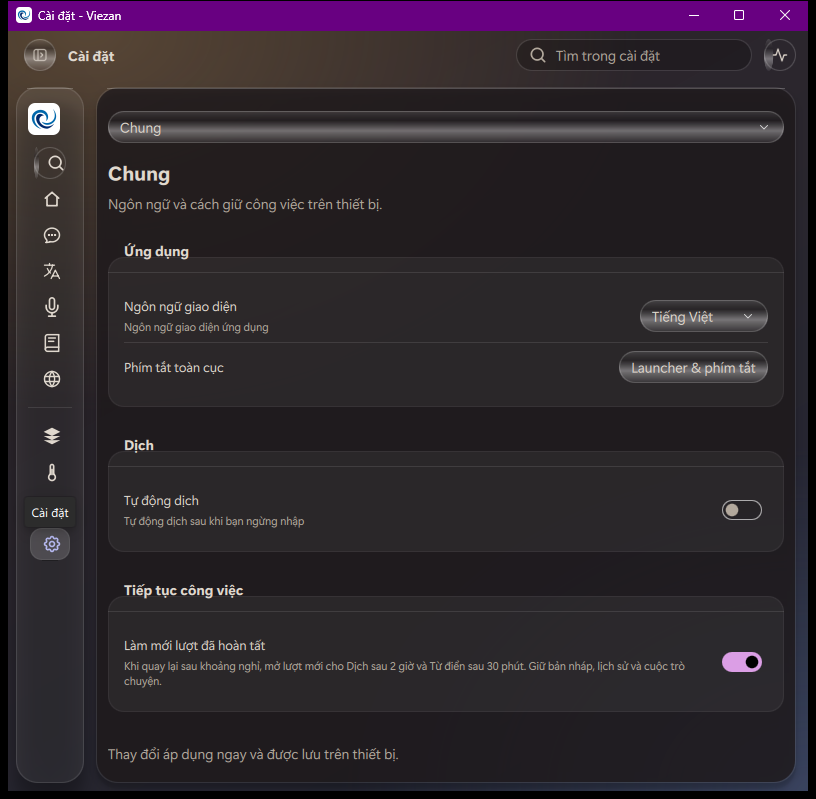 Cài đặt - Viezan
Cài đặt
Tìm trong cài đặt
Chung
Chung
Ngôn ngữ và cách giữ công việc trên thiết bị.
Ứng dụng
Ngôn ngữ giao diện
Ngôn ngữ giao diện ứng dụng
Tiếng Việt
Phím tắt toàn cục
Launcher & phím tắt
Dịch
Tự động dịch
Tự động dịch sau khi bạn ngừng nhập
Cài đặt
Tiếp tục công việc
Làm mới lượt đã hoàn tất
Khi quay lại sau khoảng nghỉ, mở lượt mới cho Dịch sau 2 giờ và Từ điển sau 30 phút. Giữ bản nháp, lịch sử và cuộc trò
chuyện.
Thay đổi áp dụng ngay và được lưu trên thiết bị.